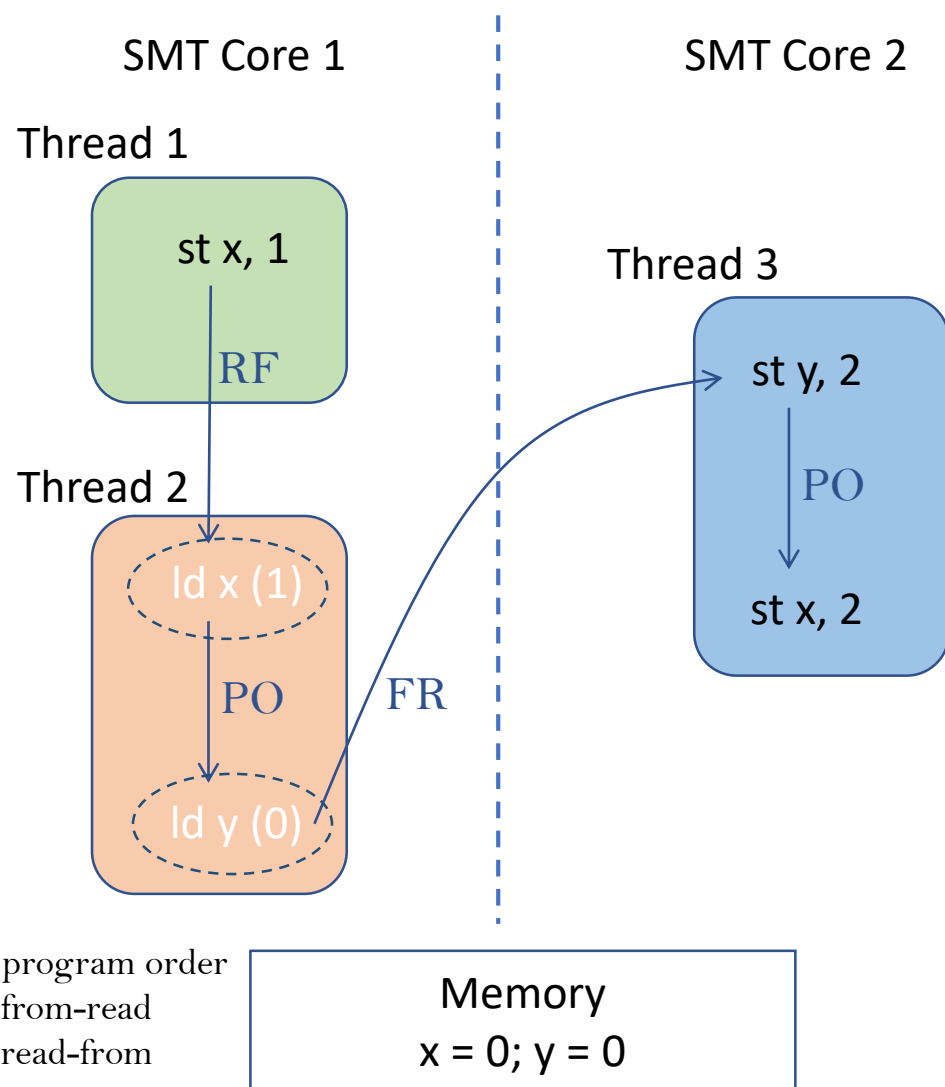 SMT Core 1
SMT Core 2
Thread 1
st x, 1
RF
Thread 2
ld x (1)
PO
ld y (0)
FR
Thread 3
st y, 2
PO
st x, 2
program order
from-read
read-from
Memory
x = 0; y = 0